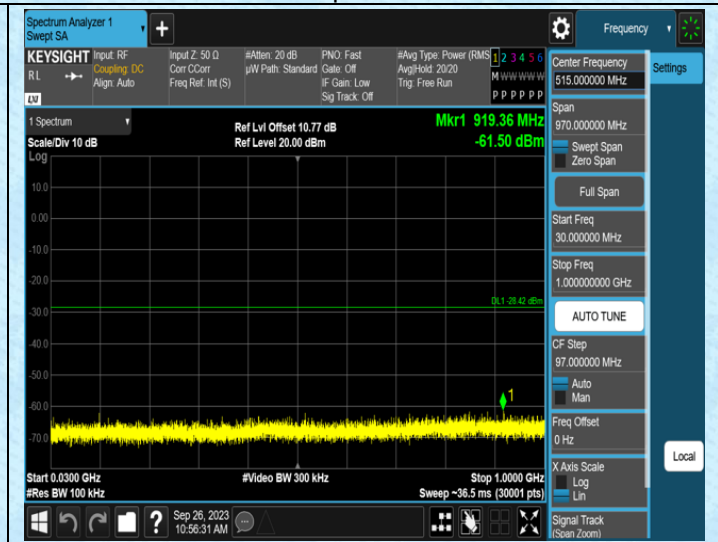 Spectrum Analyzer 1
Swept SA
+
Frequency
KEYSIGHT
RL
LXI
Input: RF
Coupling: DC
Align: Auto
Input Z: 50 Ω
Corr CCorr
Freq Ref: Int (S)
#Atten: 20 dB
µW Path: Standard
PNO: Fast
Gate: Off
IF Gain: Low
Sig Track: Off
#Avg Type: Power (RMS
Avg|Hold: 20/20
Trig: Free Run
1 2 3 4 5 6
M W W W W W
P P P P P P
1 Spectrum
Scale/Div 10 dB
Log
Ref Lvl Offset 10.77 dB
Ref Level 20.00 dBm
Mkr1 919.36 MHz
-61.50 dBm
10.0
0.00
-10.0
-20.0
-30.0
-40.0
-50.0
-60.0
-70.0
DL1 -28.42 dBm
1
Start 0.0300 GHz
#Res BW 100 kHz
#Video BW 300 kHz
Stop 1.0000 GHz
Sweep ~36.5 ms (30001 pts)
?
Sep 26, 2023
10:56:31 AM
Center Frequency
515.000000 MHz
Settings
Span
970.000000 MHz
Swept Span
Zero Span
Full Span
Start Freq
30.000000 MHz
Stop Freq
1.000000000 GHz
AUTO TUNE
CF Step
97.000000 MHz
Auto
Man
Freq Offset
0 Hz
X Axis Scale
Log
Lin
Local
Signal Track
(Span Zoom)